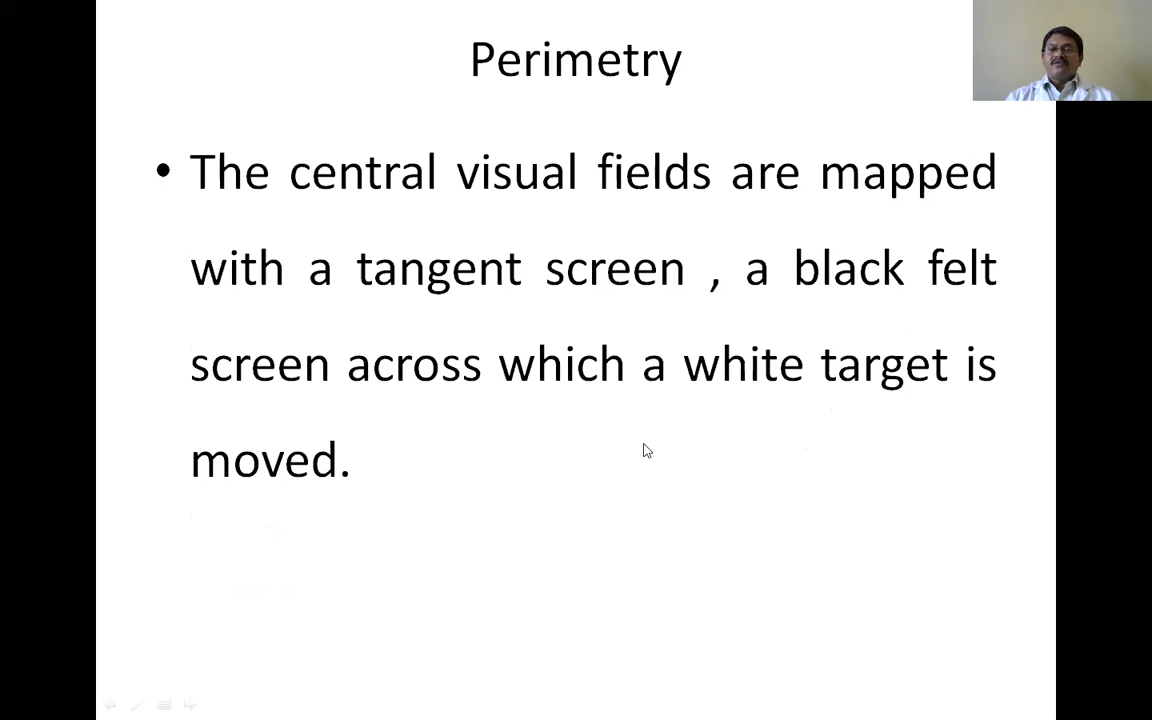 Perimetry
• The central visual fields are mapped
with a tangent screen , a black felt
screen across which a white target is
moved.